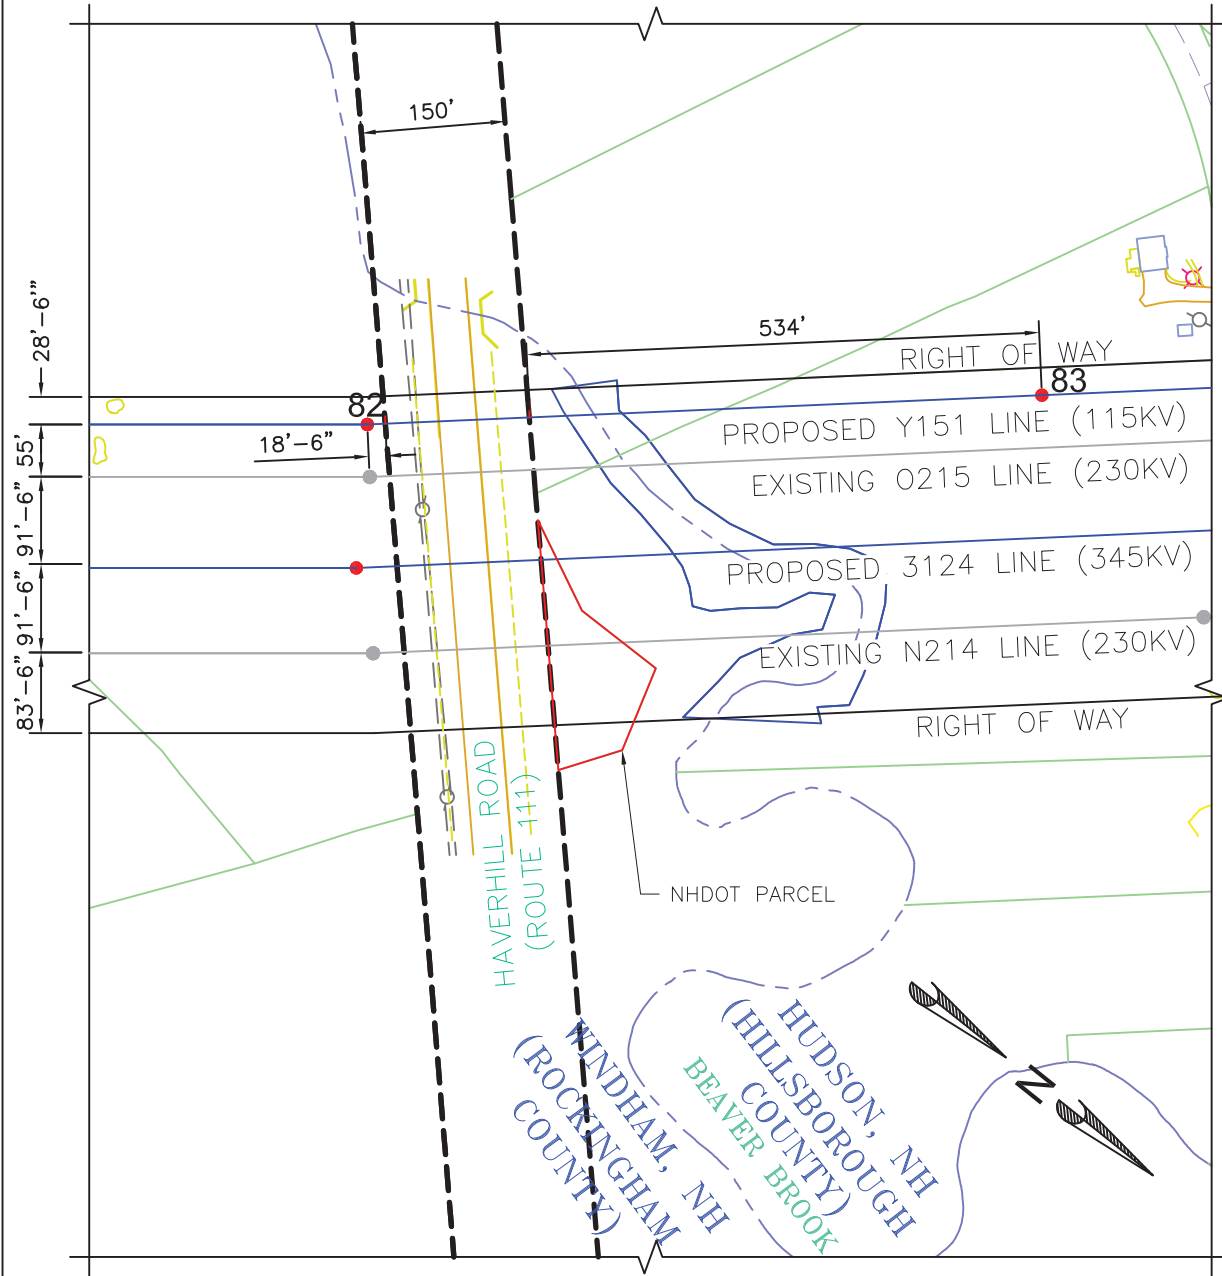 150'
534'
RIGHT OF WAY
28'-6'"
82
83
PROPOSED Y151 LINE (115KV)
18'-6"
55'
EXISTING O215 LINE (230KV)
91'-6"
PROPOSED 3124 LINE (345KV)
91'-6"
EXISTING N214 LINE (230KV)
83'-6"
RIGHT OF WAY
HAVERHILL ROAD
(ROUTE 111)
NHDOT PARCEL
WINDHAM, NH
(ROCKINGHAM
COUNTY)
HUDSON, NH
(HILLSBOROUGH
COUNTY)
BEAVER BROOK
N